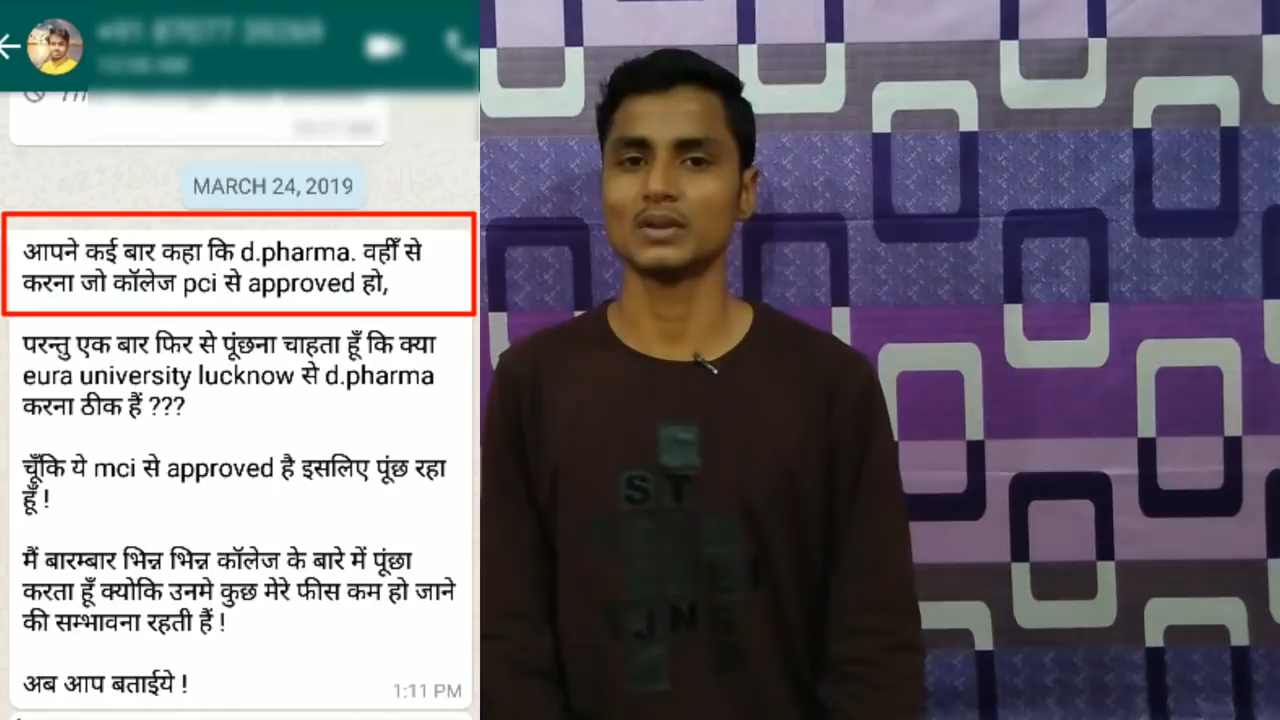 MARCH 24, 2019
आपने कई बार कहा कि d.pharma. वहीँ से
करना जो कॉलेज pci से approved हो,
परन्तु एक बार फिर से पूंछना चाहता हूँ कि क्या
eura university lucknow से d.pharma
करना ठीक हैं ???
चूँकि ये mci से approved है इसलिए पूंछ रहा
हूँ !
मैं बारम्बार भिन्न भिन्न कॉलेज के बारे में पूंछा
करता हूँ क्योकि उनमे कुछ मेरे फीस कम हो जाने
की सम्भावना रहती हैं !
अब आप बताईये !
1:11 PM
ST
JN